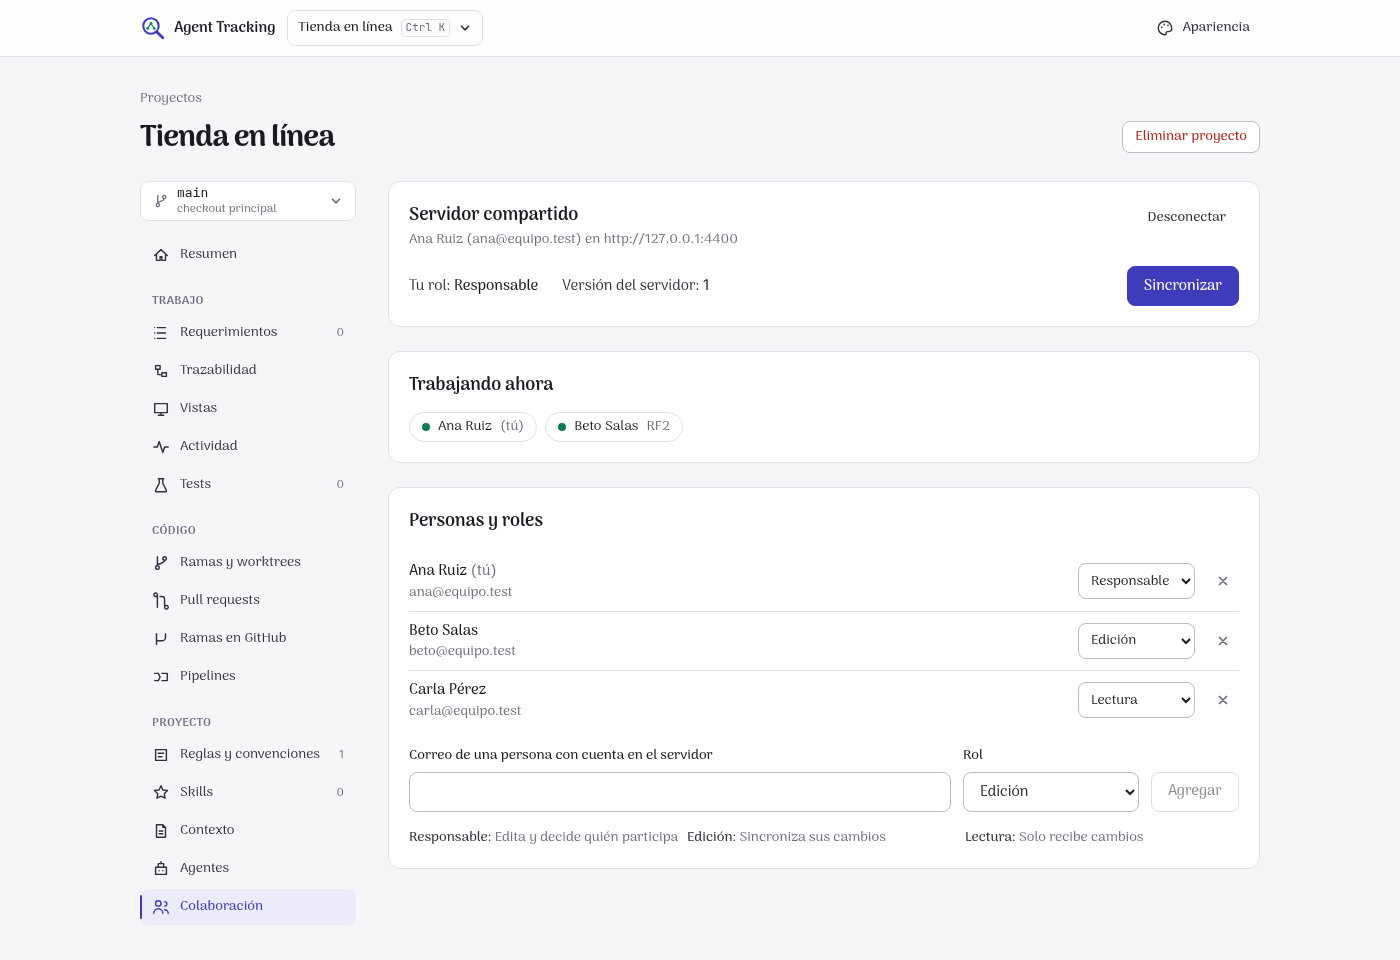 Agent Tracking
Tienda en línea Ctrl K
Apariencia
Proyectos
Tienda en línea
Eliminar proyecto
main
checkout principal
Resumen
TRABAJO
Requerimientos 0
Trazabilidad
Vistas
Actividad
Tests 0
CÓDIGO
Ramas y worktrees
Pull requests
Ramas en GitHub
Pipelines
PROYECTO
Reglas y convenciones 1
Skills 0
Contexto
Agentes
Colaboración
Servidor compartido
Desconectar
Ana Ruiz (ana@equipo.test) en http://127.0.0.1:4400
Tu rol: Responsable Versión del servidor: 1
Sincronizar
Trabajando ahora
Ana Ruiz (tú) Beto Salas RF2
Personas y roles
Ana Ruiz (tú)
ana@equipo.test
Responsable
Beto Salas
beto@equipo.test
Edición
Carla Pérez
carla@equipo.test
Lectura
Correo de una persona con cuenta en el servidor Rol
Edición Agregar
Responsable: Edita y decide quién participa Edición: Sincroniza sus cambios Lectura: Solo recibe cambios